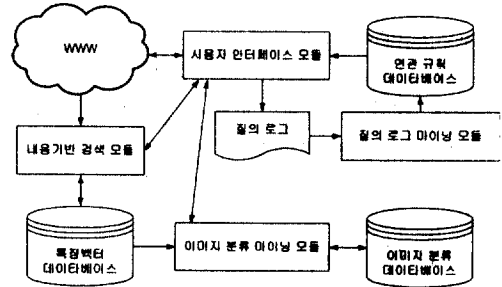 WWW
사용자 인터페이스 모듈
연관 규칙
데이타베이스
질의 로그
질의 로그 마이닝 모듈
내용기반 검색 모듈
특징벡터
데이타베이스
이미지 분류 마이닝 모듈
이미지 분류
데이타베이스